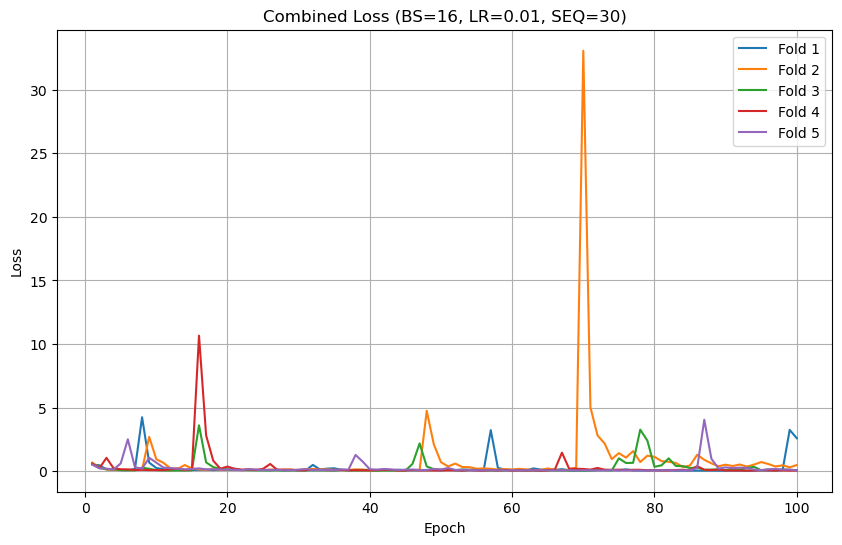 Combined Loss (BS=16, LR=0.01, SEQ=30)
Fold 1
Fold 2
Fold 3
Fold 4
Fold 5
Loss
30
25
20
15
10
5
0
0 20 40 60 80 100
Epoch